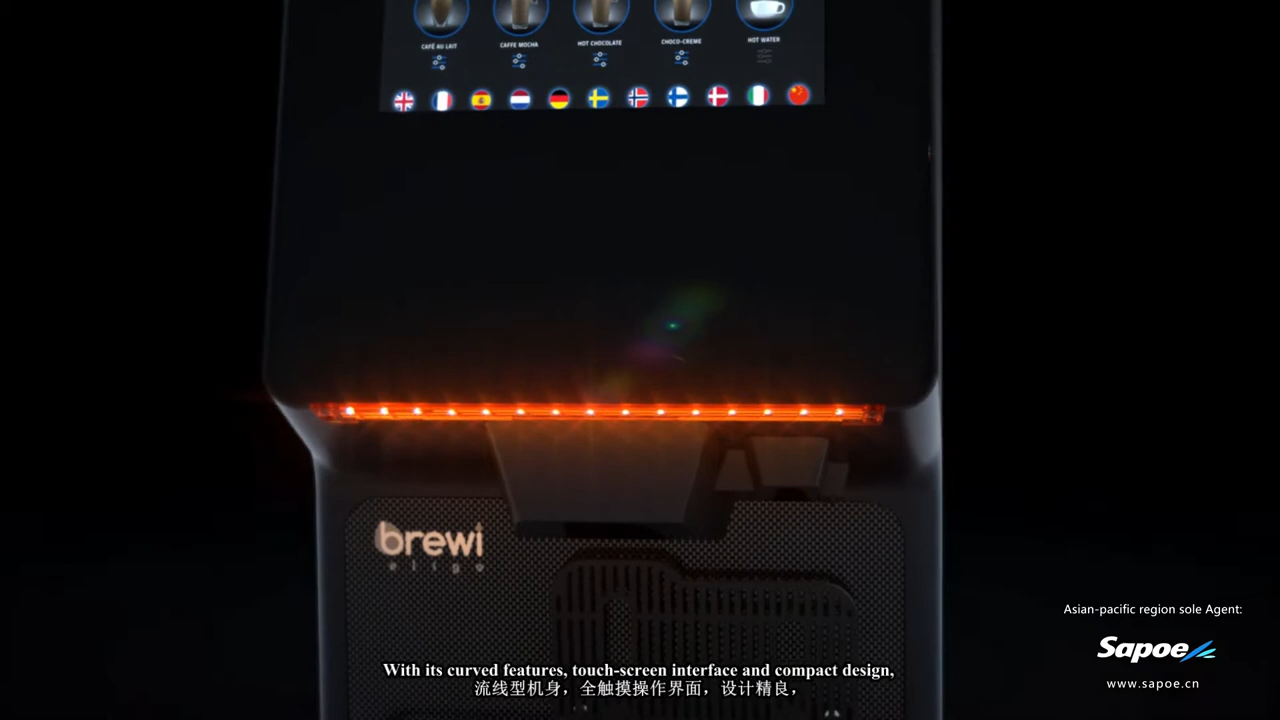 CAFÉ AU LAIT
CAFFE MOCHA
HOT CHOCOLATE
CHOCO-CREME
HOT WATER
brewi
eligo
Asian-pacific region sole Agent:
Sapoe
www.sapoe.cn
With its curved features, touch-screen interface and compact design,
流线型机身，全触摸操作界面，设计精良，